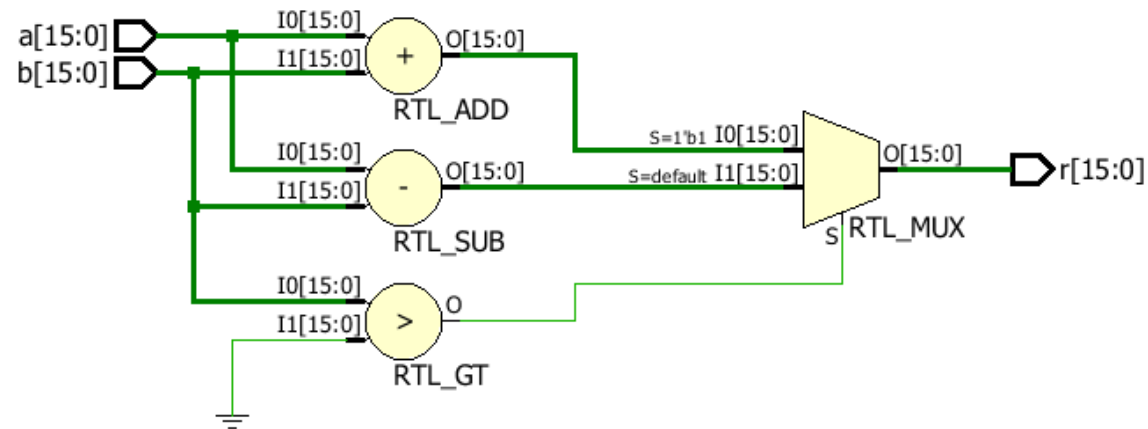 a[15:0]
b[15:0]
I0[15:0]
I1[15:0]
+
O[15:0]
RTL_ADD
I0[15:0]
I1[15:0]
-
O[15:0]
RTL_SUB
I0[15:0]
I1[15:0]
>
O
RTL_GT
S=1'b1 I0[15:0]
S=default I1[15:0]
S
O[15:0]
RTL_MUX
r[15:0]